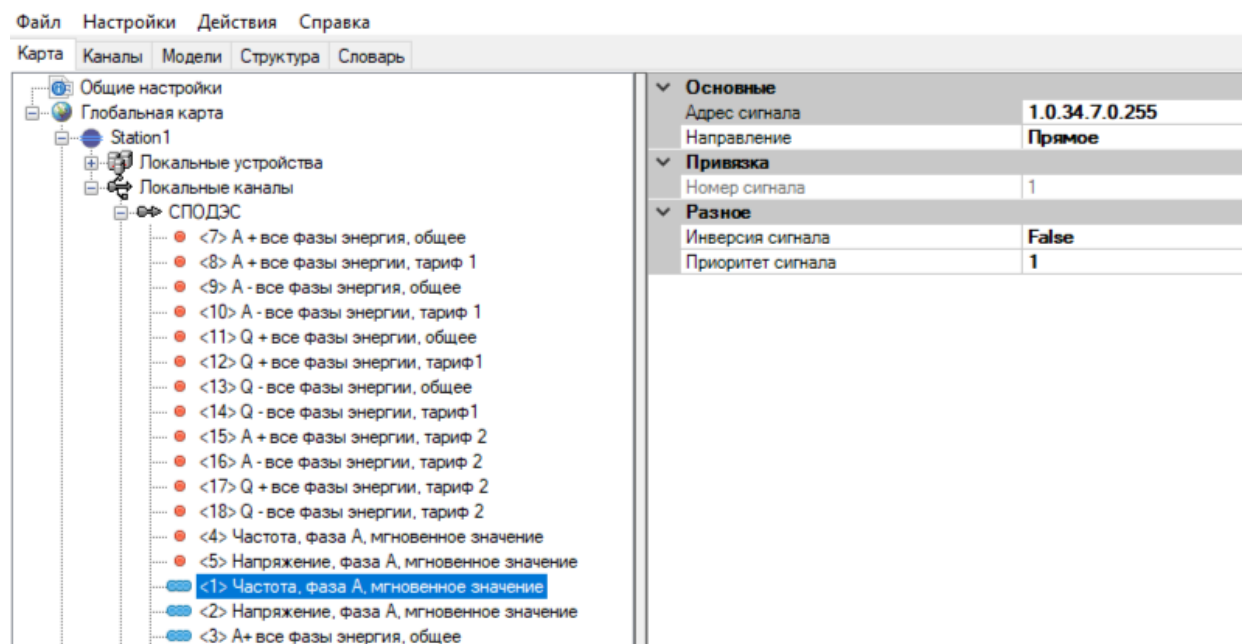 Файл Настройки Действия Справка
Карта Каналы Модели Структура Словарь
Общие настройки
Глобальная карта
Station1
Локальные устройства
Локальные каналы
СПОДЭС
<7> A + все фазы энергия, общее
<8> A + все фазы энергии, тариф 1
<9> A - все фазы энергия, общее
<10> A - все фазы энергии, тариф 1
<11> Q + все фазы энергии, общее
<12> Q + все фазы энергии, тариф1
<13> Q - все фазы энергии, общее
<14> Q - все фазы энергии, тариф1
<15> A + все фазы энергии, тариф 2
<16> A - все фазы энергии, тариф 2
<17> Q + все фазы энергии, тариф 2
<18> Q - все фазы энергии, тариф 2
<4> Частота, фаза А, мгновенное значение
<5> Напряжение, фаза А, мгновенное значение
<1> Частота, фаза А, мгновенное значение
<2> Напряжение, фаза А, мгновенное значение
<3> A+ все фазы энергия, общее
Основные
Адрес сигнала 1.0.34.7.0.255
Направление Прямое
Привязка
Номер сигнала 1
Разное
Инверсия сигнала False
Приоритет сигнала 1